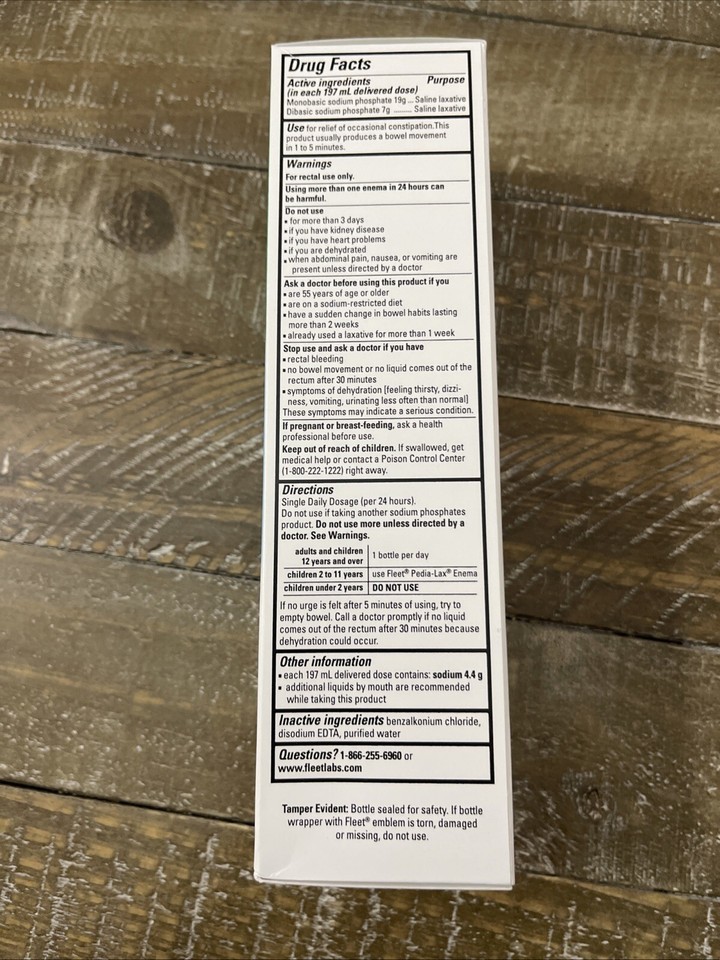 Drug Facts
Active ingredients Purpose
(in each 197 mL delivered dose)
Monobasic sodium phosphate 19g ... Saline laxative
Dibasic sodium phosphate 7g ........ Saline laxative
Use for relief of occasional constipation.This
product usually produces a bowel movement
in 1 to 5 minutes.
Warnings
For rectal use only.
Using more than one enema in 24 hours can
be harmful.
Do not use
▪ for more than 3 days
▪ if you have kidney disease
▪ if you have heart problems
▪ if you are dehydrated
▪ when abdominal pain, nausea, or vomiting are
present unless directed by a doctor
Ask a doctor before using this product if you
▪ are 55 years of age or older
▪ are on a sodium-restricted diet
▪ have a sudden change in bowel habits lasting
more than 2 weeks
▪ already used a laxative for more than 1 week
Stop use and ask a doctor if you have
▪ rectal bleeding
▪ no bowel movement or no liquid comes out of the
rectum after 30 minutes
▪ symptoms of dehydration [feeling thirsty, dizzi-
ness, vomiting, urinating less often than normal]
These symptoms may indicate a serious condition.
If pregnant or breast-feeding, ask a health
professional before use.
Keep out of reach of children. If swallowed, get
medical help or contact a Poison Control Center
(1-800-222-1222) right away.
Directions
Single Daily Dosage (per 24 hours).
Do not use if taking another sodium phosphates
product. Do not use more unless directed by a
doctor. See Warnings.
adults and children
12 years and over 1 bottle per day
children 2 to 11 years use Fleet® Pedia-Lax® Enema
children under 2 years DO NOT USE
If no urge is felt after 5 minutes of using, try to
empty bowel. Call a doctor promptly if no liquid
comes out of the rectum after 30 minutes because
dehydration could occur.
Other information
▪ each 197 mL delivered dose contains: sodium 4.4 g
▪ additional liquids by mouth are recommended
while taking this product
Inactive ingredients benzalkonium chloride,
disodium EDTA, purified water
Questions? 1-866-255-6960 or
www.fleetlabs.com
Tamper Evident: Bottle sealed for safety. If bottle
wrapper with Fleet® emblem is torn, damaged
or missing, do not use.